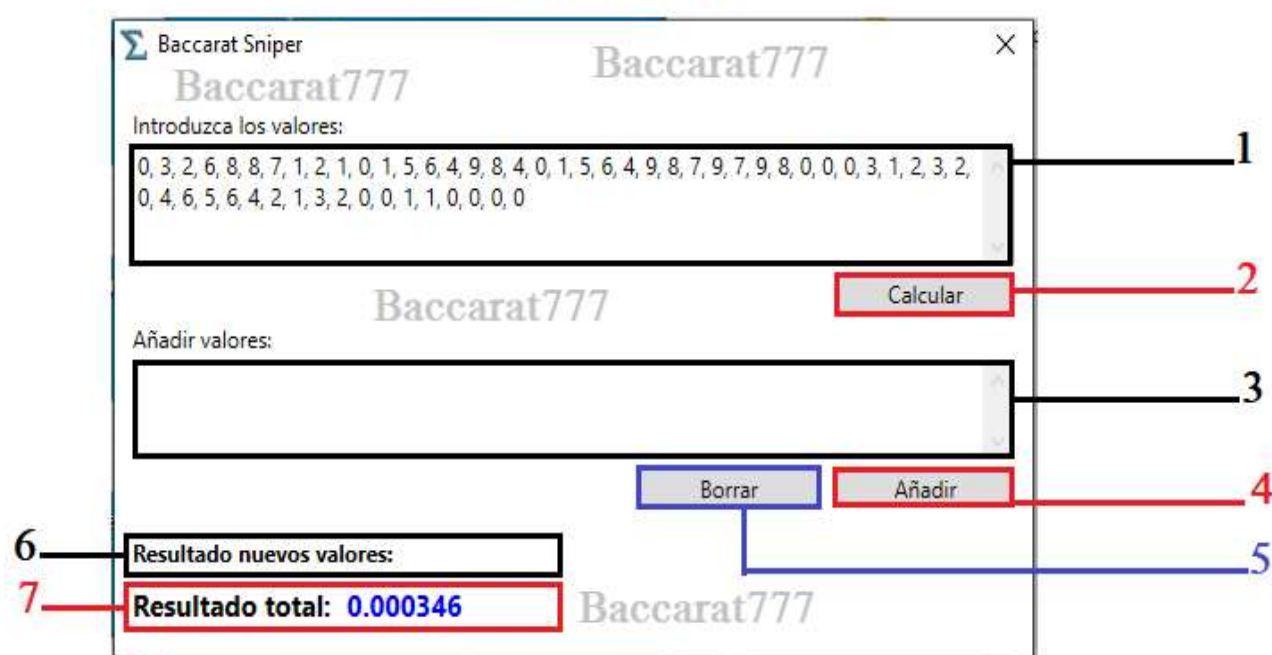 Baccarat Sniper
Baccarat777
Baccarat777
Introduzca los valores:
0, 3, 2, 6, 8, 8, 7, 1, 2, 1, 0, 1, 5, 6, 4, 9, 8, 4, 0, 1, 5, 6, 4, 9, 8, 7, 9, 7, 9, 8, 0, 0, 0, 3, 1, 2, 3, 2,
0, 4, 6, 5, 6, 4, 2, 1, 3, 2, 0, 0, 1, 1, 0, 0, 0, 0
1
Calcular
2
Baccarat777
Añadir valores:
3
Borrar
Añadir
4
5
6
Resultado nuevos valores:
7
Resultado total: 0.000346
Baccarat777